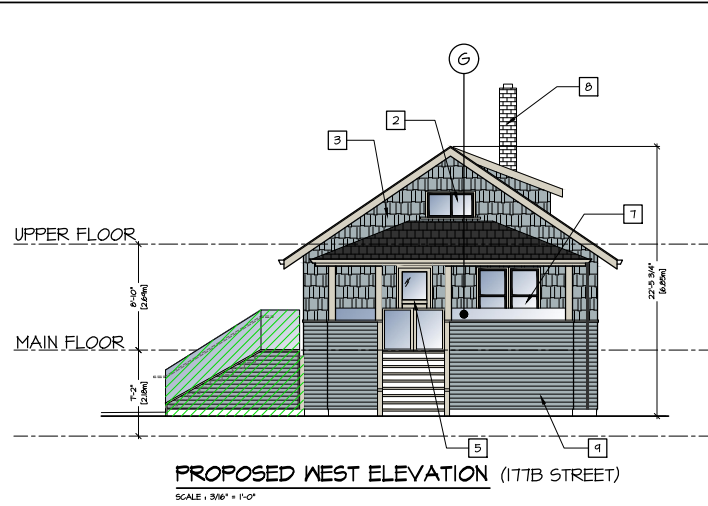 G
8
2
3
7
UPPER FLOOR
8'-10"
[2.69m]
22'-5 3/4"
[6.85m]
MAIN FLOOR
7'-2"
[2.18m]
5
9
PROPOSED WEST ELEVATION (177B STREET)
SCALE : 3/16" = 1'-0"